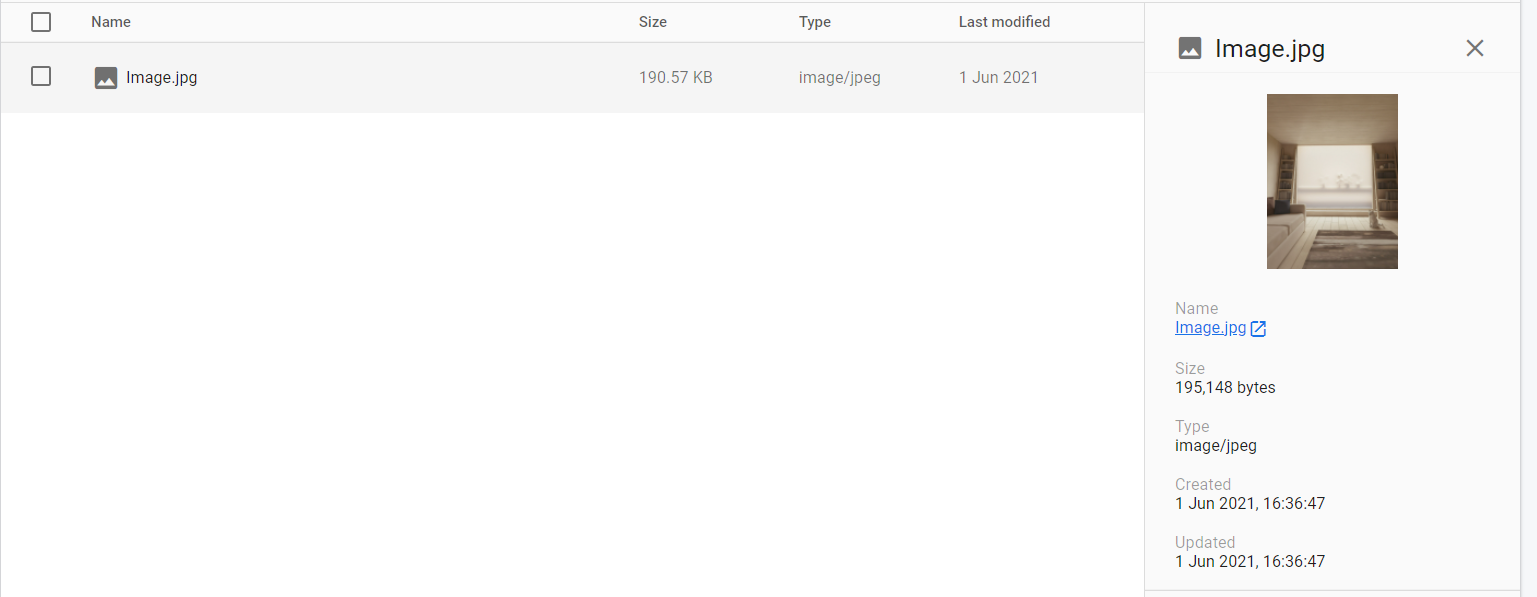 Name Size Type Last modified
Image.jpg 190.57 KB image/jpeg 1 Jun 2021
Image.jpg
Name
Image.jpg
Size
195,148 bytes
Type
image/jpeg
Created
1 Jun 2021, 16:36:47
Updated
1 Jun 2021, 16:36:47